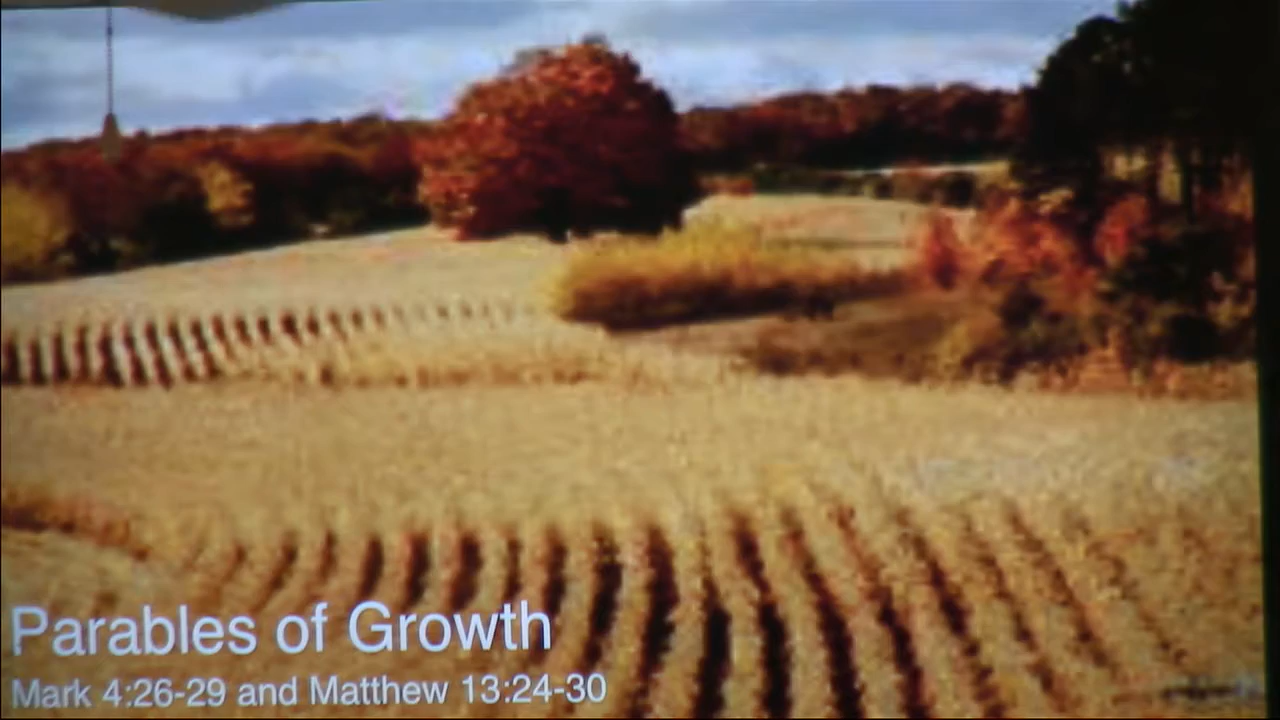 Parables of Growth
Mark 4:26-29 and Matthew 13:24-30